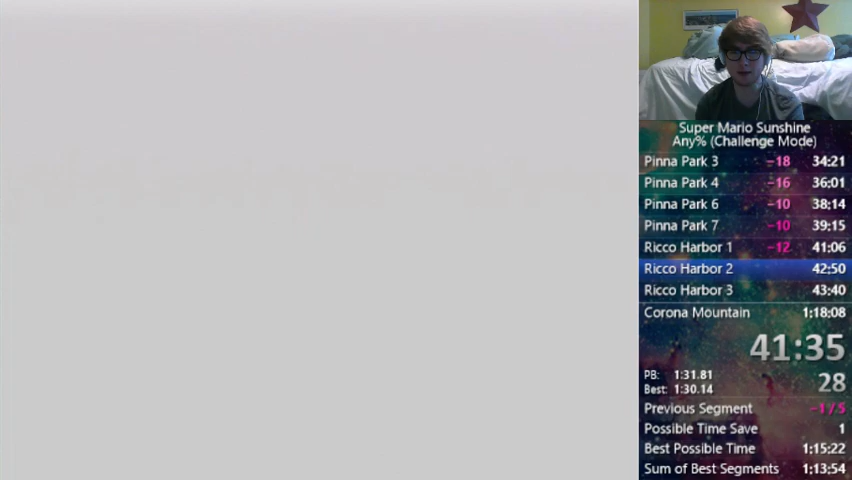 Super Mario Sunshine
Any% (Challenge Mode)
Pinna Park 3 -18 34:21
Pinna Park 4 -16 36:01
Pinna Park 6 -10 38:14
Pinna Park 7 -10 39:15
Ricco Harbor 1 -12 41:06
Ricco Harbor 2 42:50
Ricco Harbor 3 43:40
Corona Mountain 1:18:08
41:35
PB: 1:31.81
Best: 1:30.14
28
Previous Segment -1 / 5
Possible Time Save 1
Best Possible Time 1:15:22
Sum of Best Segments 1:13:54